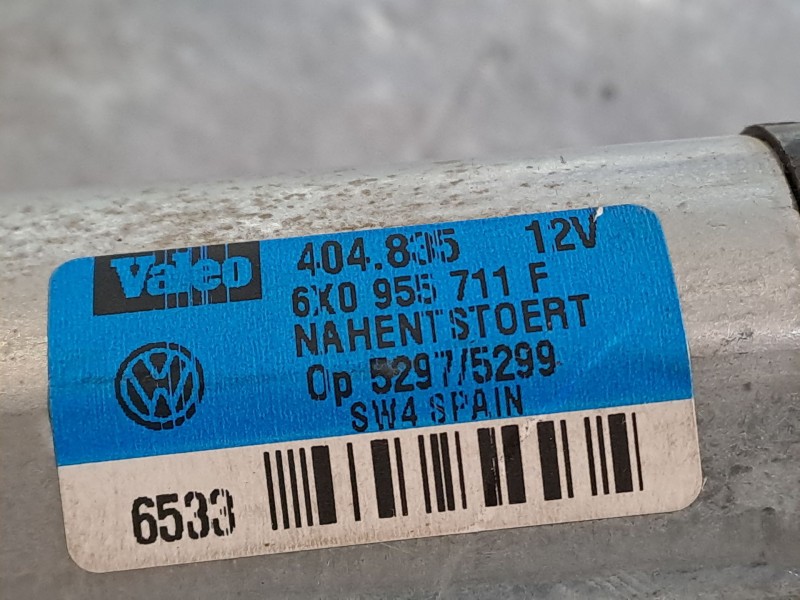 Valeo 404.835 12V
6X0 955 711 F
NAHENTSTOERT
Op 5297/5299
SW4 SPAIN
6533